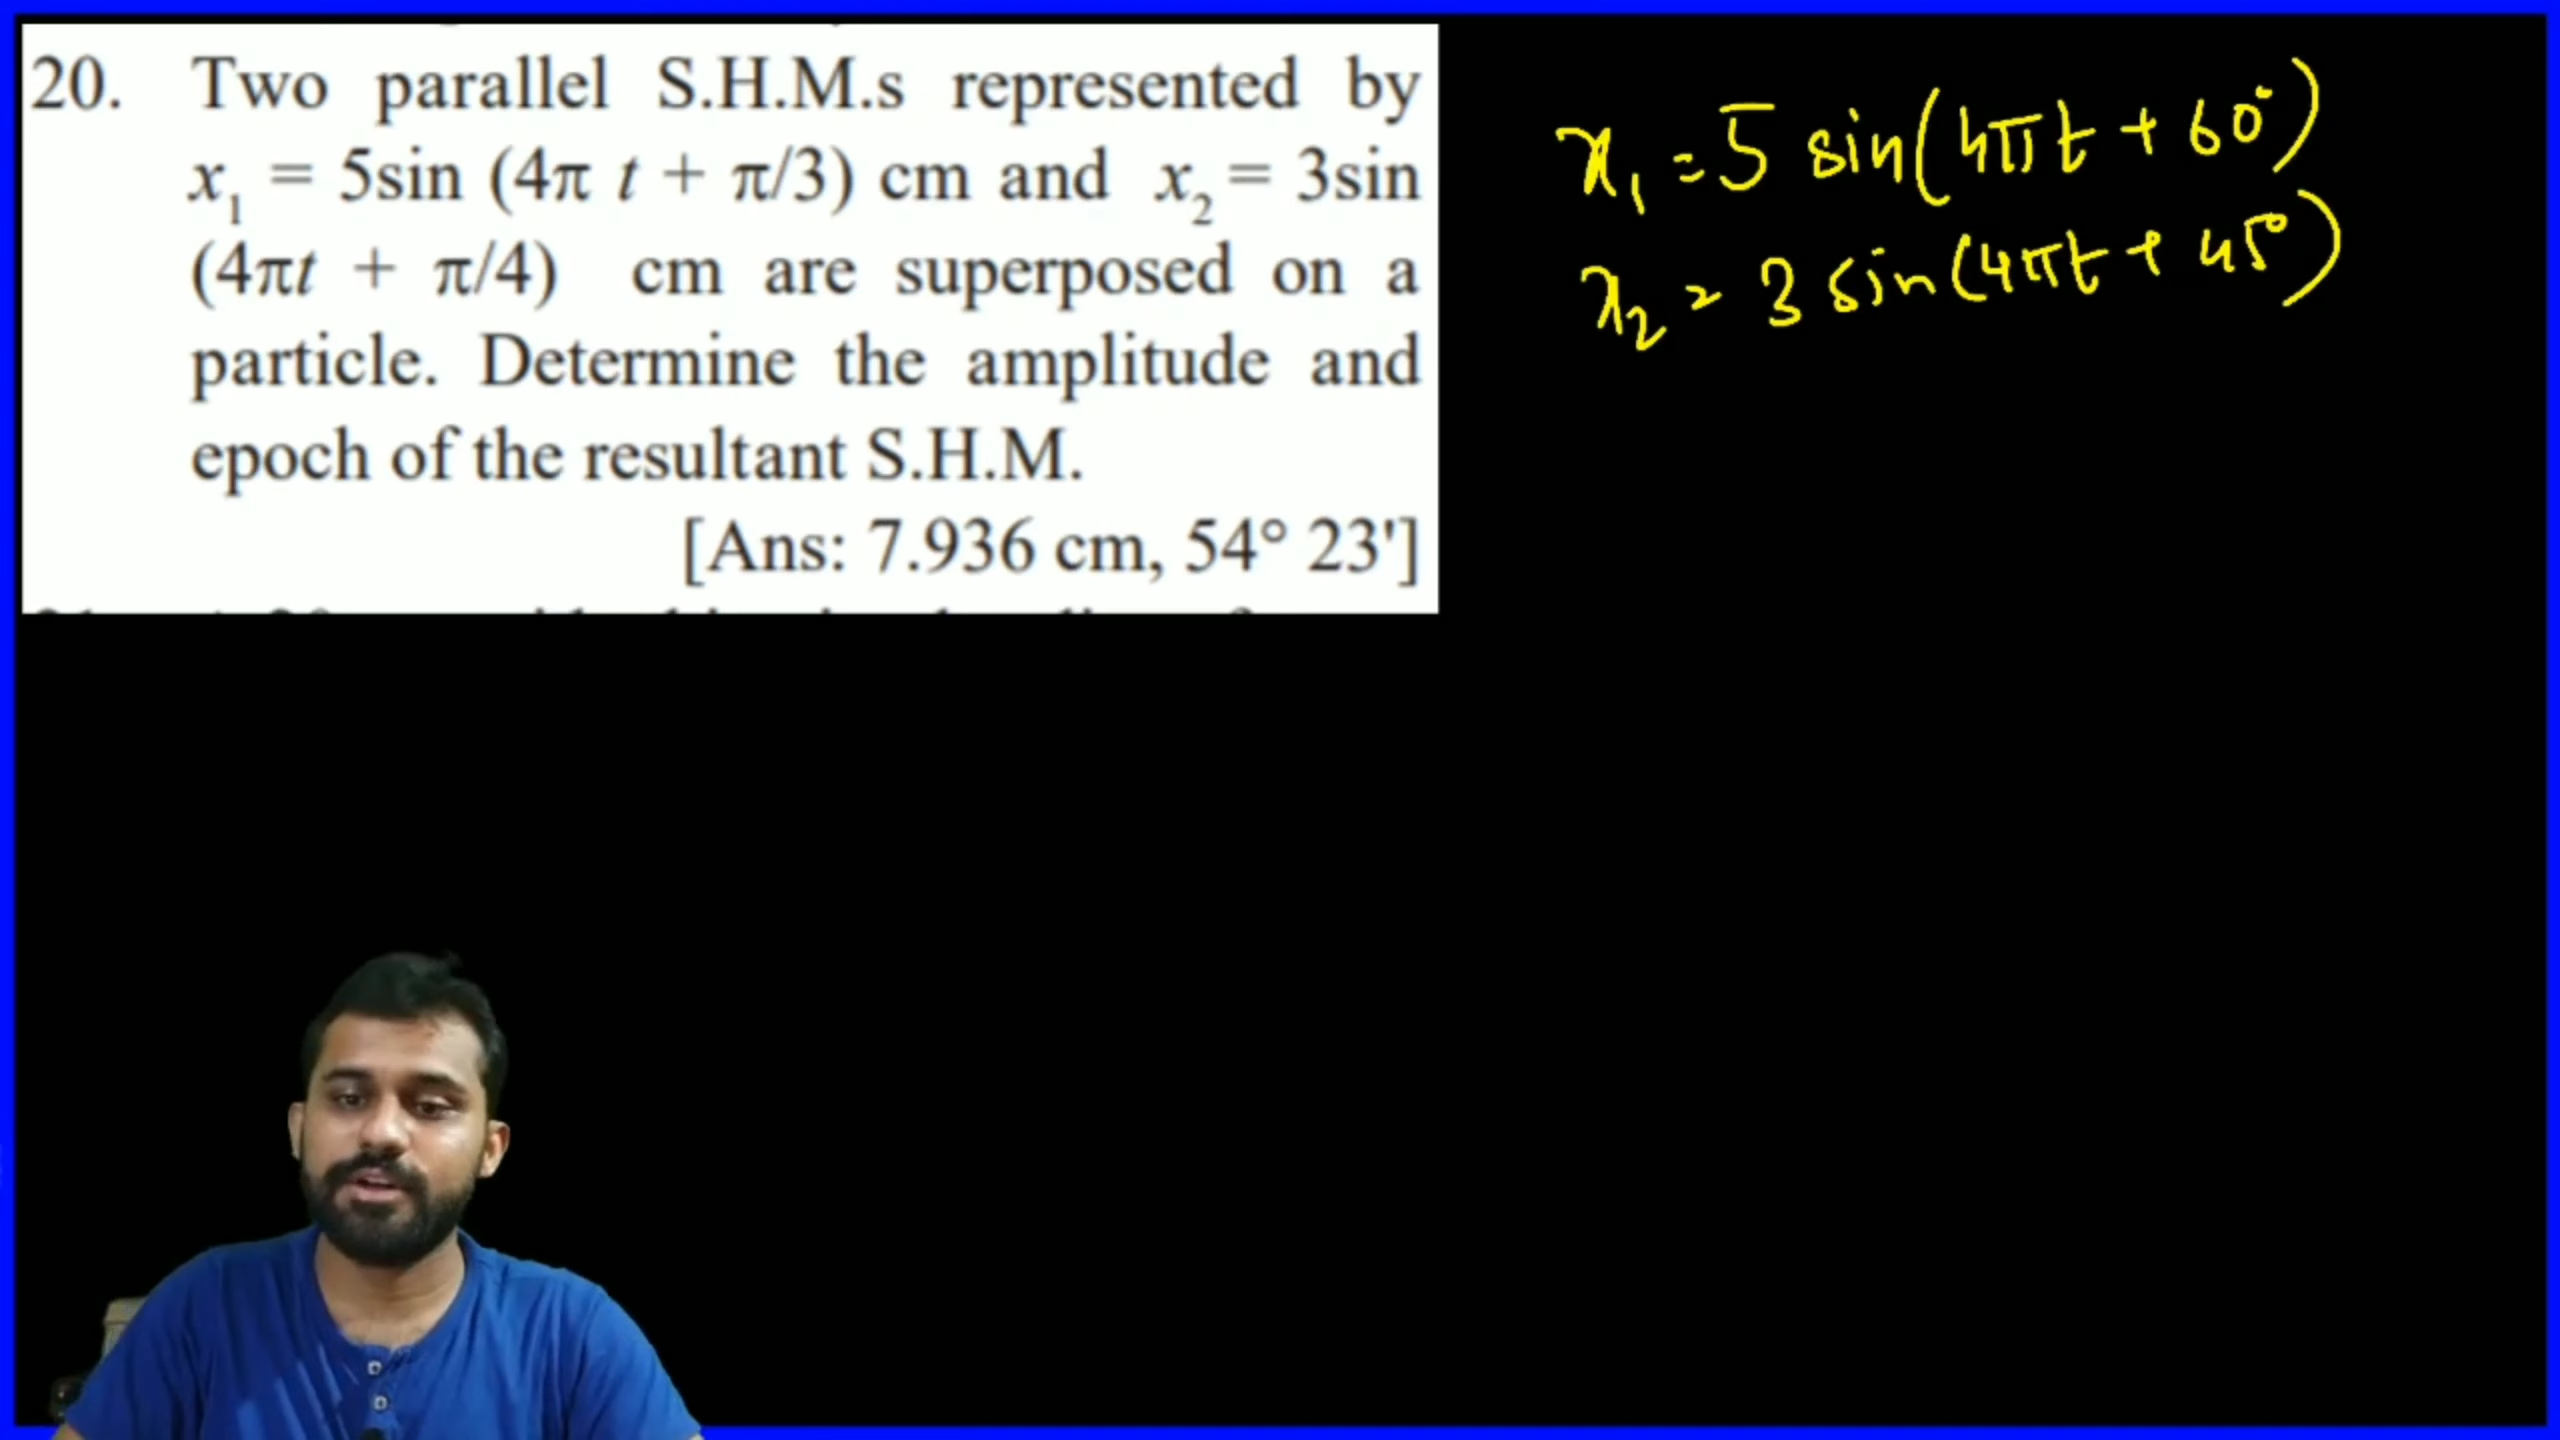 20. Two parallel S.H.M.s represented by
x₁ = 5sin (4π t + π/3) cm and x₂ = 3sin
(4πt + π/4) cm are superposed on a
particle. Determine the amplitude and
epoch of the resultant S.H.M.
[Ans: 7.936 cm, 54° 23']
x₁ = 5 sin(4πt + 60°)
x₂ = 3 sin(4πt + 45°)